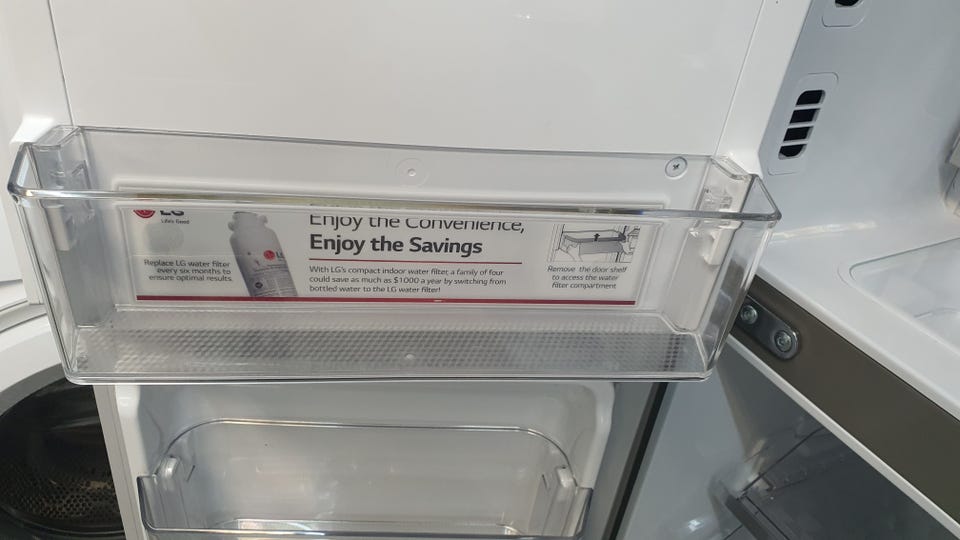 LG
Life's Good
Replace LG water filter
every six months to
ensure optimal results.
LG
Enjoy the Convenience,
Enjoy the Savings
With LG's compact indoor water filter, a family of four
could save as much as $1000 a year by switching from
bottled water to the LG water filter!
Remove the door shelf
to access the water
filter compartment